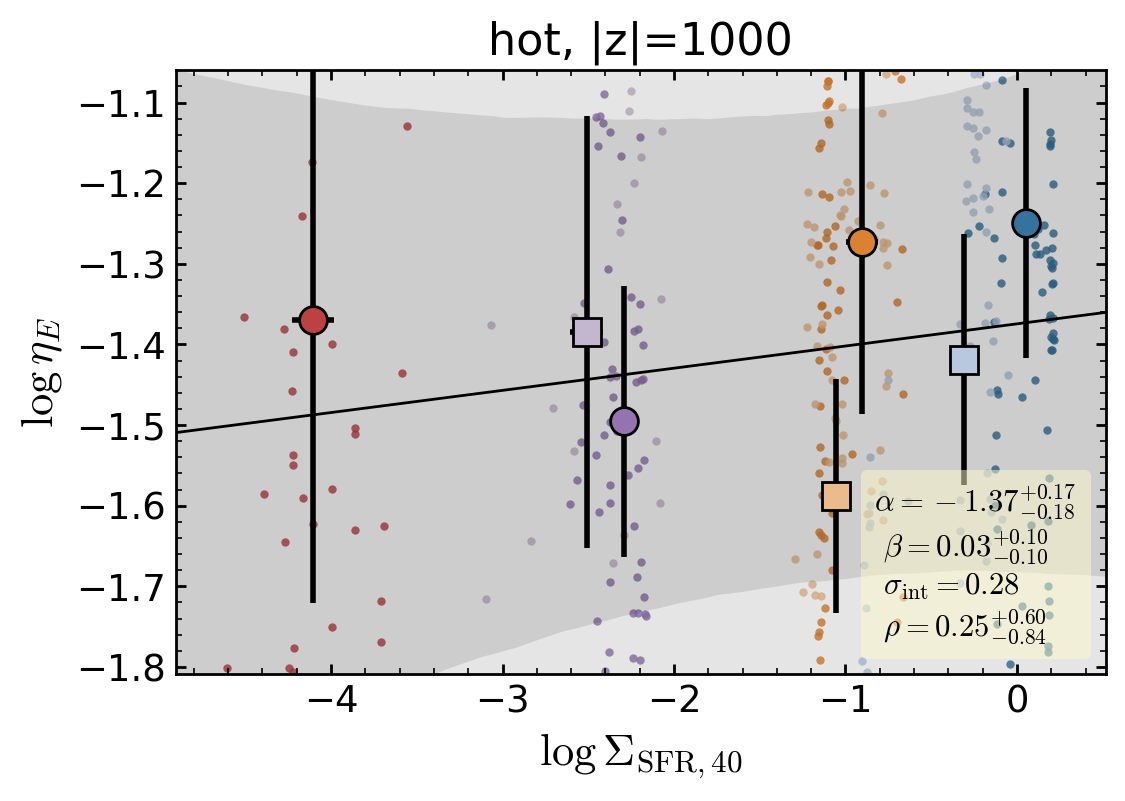 hot, |z|=1000
log η_E
−1.1
−1.2
−1.3
−1.4
−1.5
−1.6
−1.7
−1.8
α = −1.37^{+0.17}_{−0.18}
β = 0.03^{+0.10}_{−0.10}
σ_int = 0.28
ρ = 0.25^{+0.60}_{−0.84}
−4 −3 −2 −1 0
log Σ_{SFR, 40}